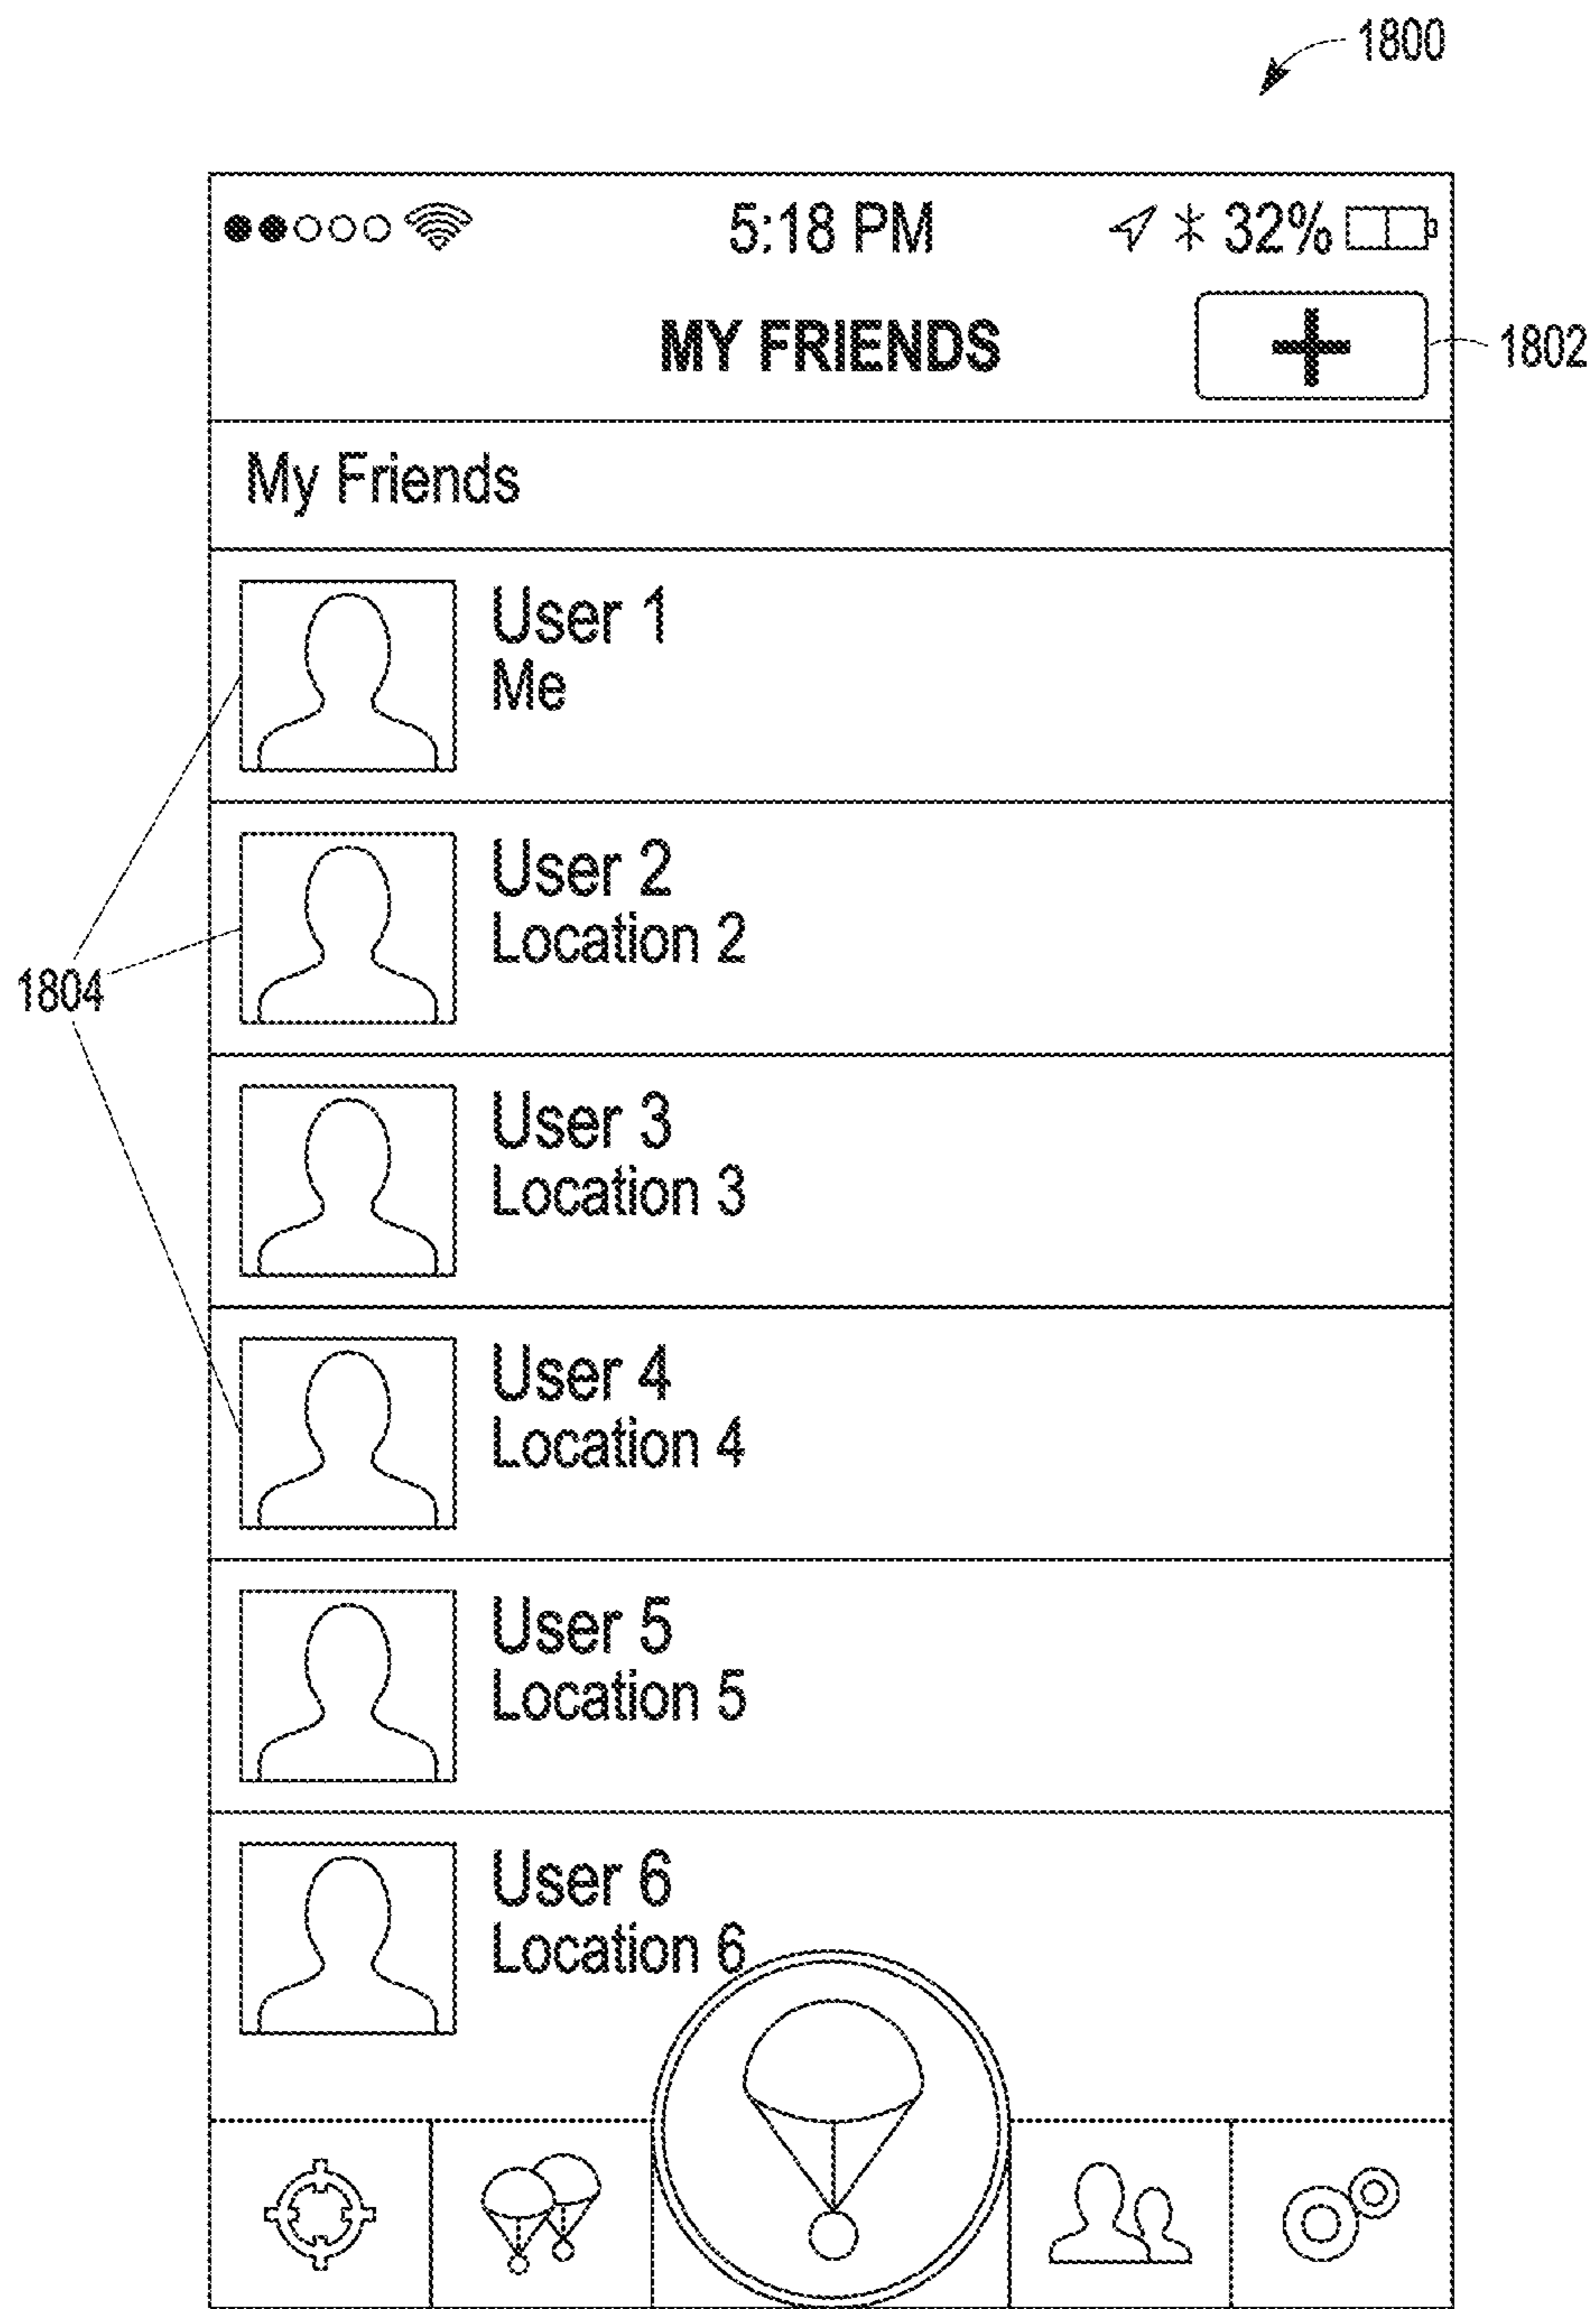 1800
5:18 PM 32%
MY FRIENDS + 1802
My Friends
User 1
Me
User 2
Location 2
1804
User 3
Location 3
User 4
Location 4
User 5
Location 5
User 6
Location 6